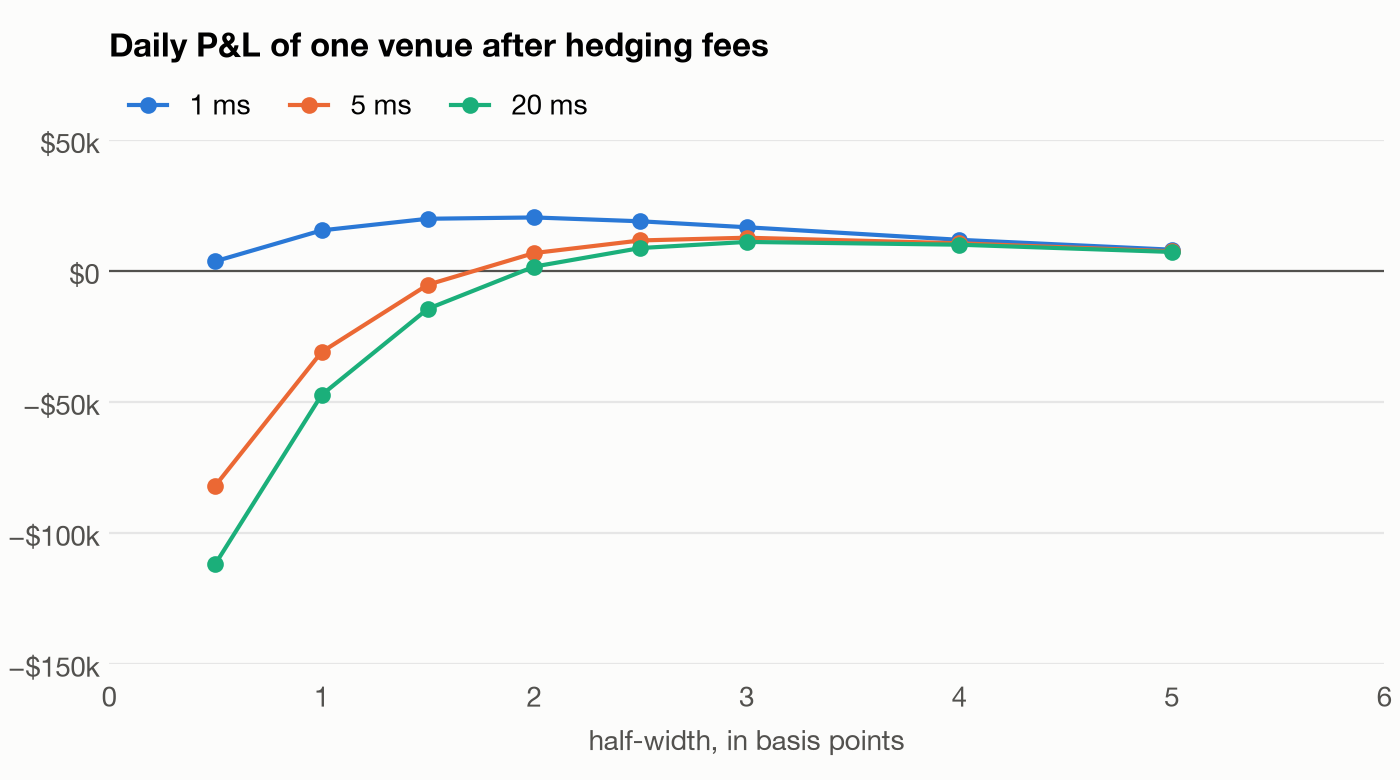 Daily P&L of one venue after hedging fees
1 ms 5 ms 20 ms
$50k
$0
−$50k
−$100k
−$150k
0 1 2 3 4 5 6
half-width, in basis points